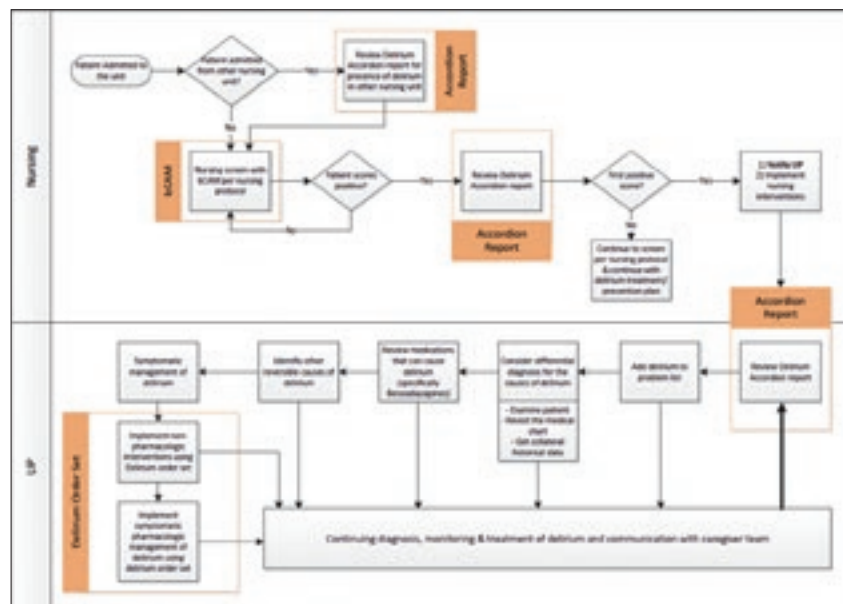 Nursing
Patient Admitted to
the unit
Patient admitted
from other nursing
unit?
Yes
Review Delirium
Accordion report for
presence of delirium
in other nursing unit
Accordion
Report
No
bCAM
Nursing screen with
bCAM per nursing
protocol
Patient scores
positive?
No
Yes
Review Delirium
Accordion report
Accordion
Report
First positive
score?
Yes
No
Continue to screen
per nursing protocol
& continue with
delirium treatment/
prevention plan
1) Notify LIP
2) Implement
nursing
interventions
Accordion
Report
LIP
Review Delirium
Accordion report
Add delirium to
problem list
Consider differential
diagnosis for the
causes of delirium
- Examine patient
- Revisit the medical
chart
- Get collateral
historical data
Review medications
that can cause
delirium
(specifically
Benzodiazepines)
Identify other
reversible causes of
delirium
Symptomatic
management of
delirium
Delirium Order Set
Implement non-
pharmacologic
interventions using
Delirium order set
Implement
symptomatic
pharmacologic
management of
delirium using
delirium order set
Continuing diagnosis, monitoring & treatment of delirium and communication with caregiver team